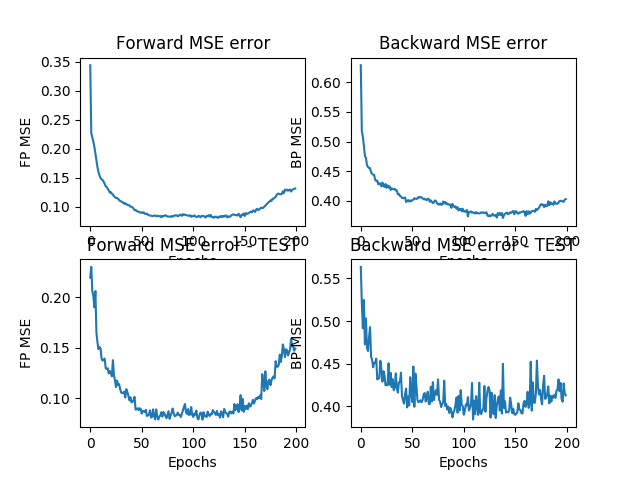 Forward MSE error
Backward MSE error
FP MSE
0.35
0.30
0.25
0.20
0.15
0.10
BP MSE
0.60
0.55
0.50
0.45
0.40
0 50 100 150 200
0 50 100 150 200
Epochs
Epochs
Forward MSE error - TEST
Backward MSE error - TEST
FP MSE
0.20
0.15
0.10
BP MSE
0.55
0.50
0.45
0.40
0 50 100 150 200
0 50 100 150 200
Epochs
Epochs